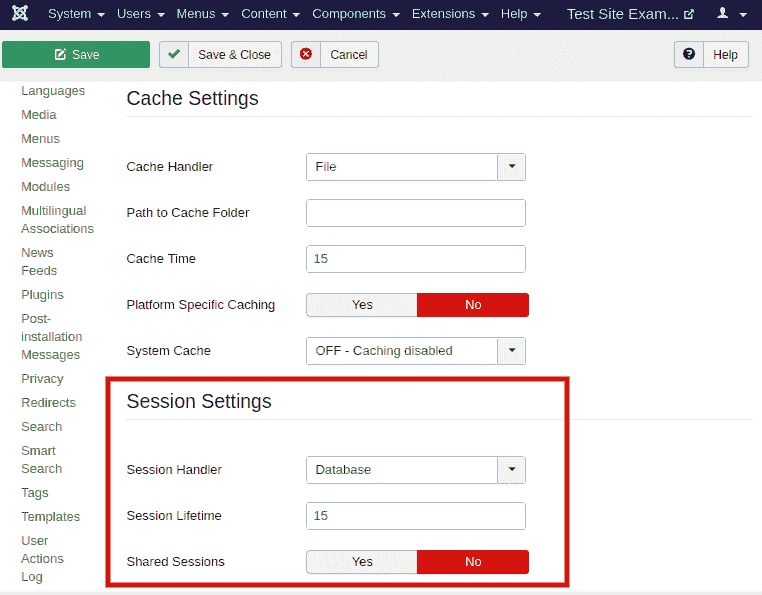 System Users Menus Content Components Extensions Help Test Site Exam...
Save Save & Close Cancel Help
Languages
Media
Menus
Messaging
Modules
Multilingual
Associations
News
Feeds
Plugins
Post-
installation
Messages
Privacy
Redirects
Search
Smart
Search
Tags
Templates
User
Actions
Log
Cache Settings
Cache Handler File
Path to Cache Folder
Cache Time 15
Platform Specific Caching Yes No
System Cache OFF - Caching disabled
Session Settings
Session Handler Database
Session Lifetime 15
Shared Sessions Yes No